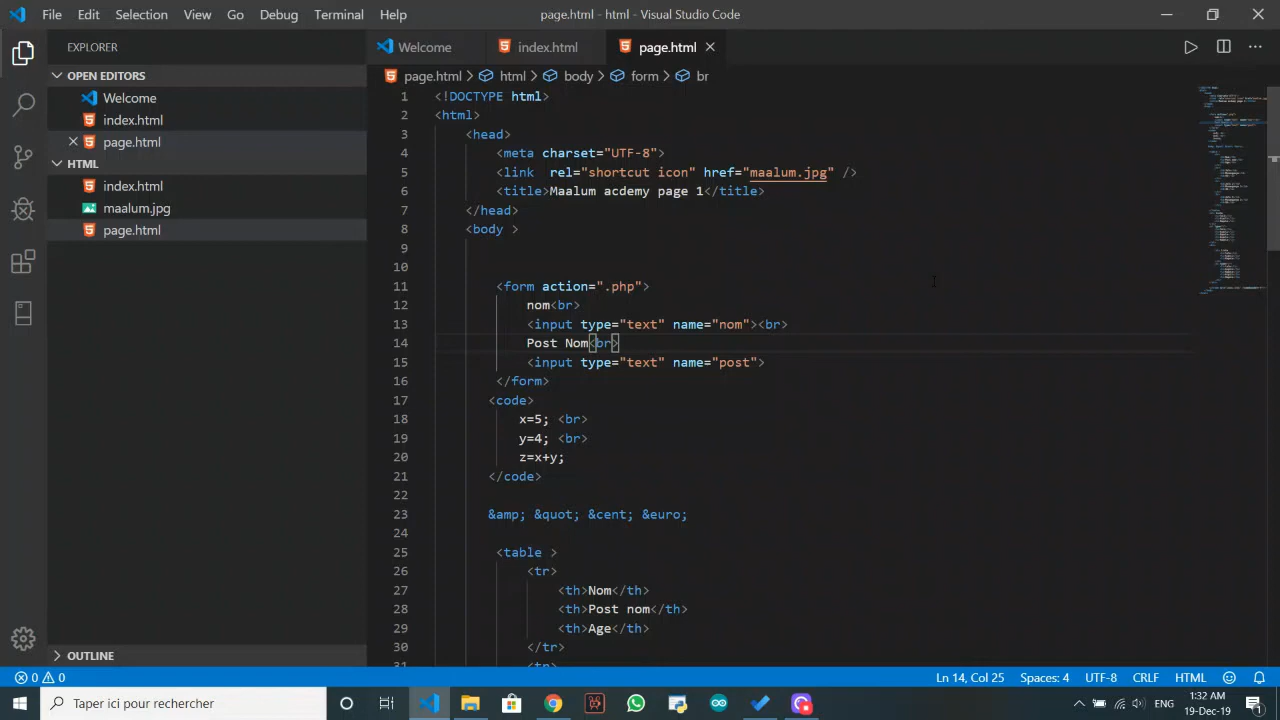 File Edit Selection View Go Debug Terminal Help page.html - html - Visual Studio Code
EXPLORER
OPEN EDITORS
Welcome
index.html
page.html
HTML
index.html
maalum.jpg
page.html
OUTLINE
Welcome index.html page.html
page.html > html > body > form > br
1 <!DOCTYPE html>
2 <html>
3 <head>
4 <meta charset="UTF-8">
5 <link rel="shortcut icon" href="maalum.jpg" />
6 <title>Maalum acdemy page 1</title>
7 </head>
8 <body >
9
10
11 <form action=".php">
12 nom<br>
13 <input type="text" name="nom"><br>
14 Post Nom<br>
15 <input type="text" name="post">
16 </form>
17 <code>
18 x=5; <br>
19 y=4; <br>
20 z=x+y;
21 </code>
22
23 &amp; &quot; &cent; &euro;
24
25 <table >
26 <tr>
27 <th>Nom</th>
28 <th>Post nom</th>
29 <th>Age</th>
30 </tr>
31 <tr>
0 0 Ln 14, Col 25 Spaces: 4 UTF-8 CRLF HTML
Taper ici pour rechercher
ENG
1:32 AM
19-Dec-19
1